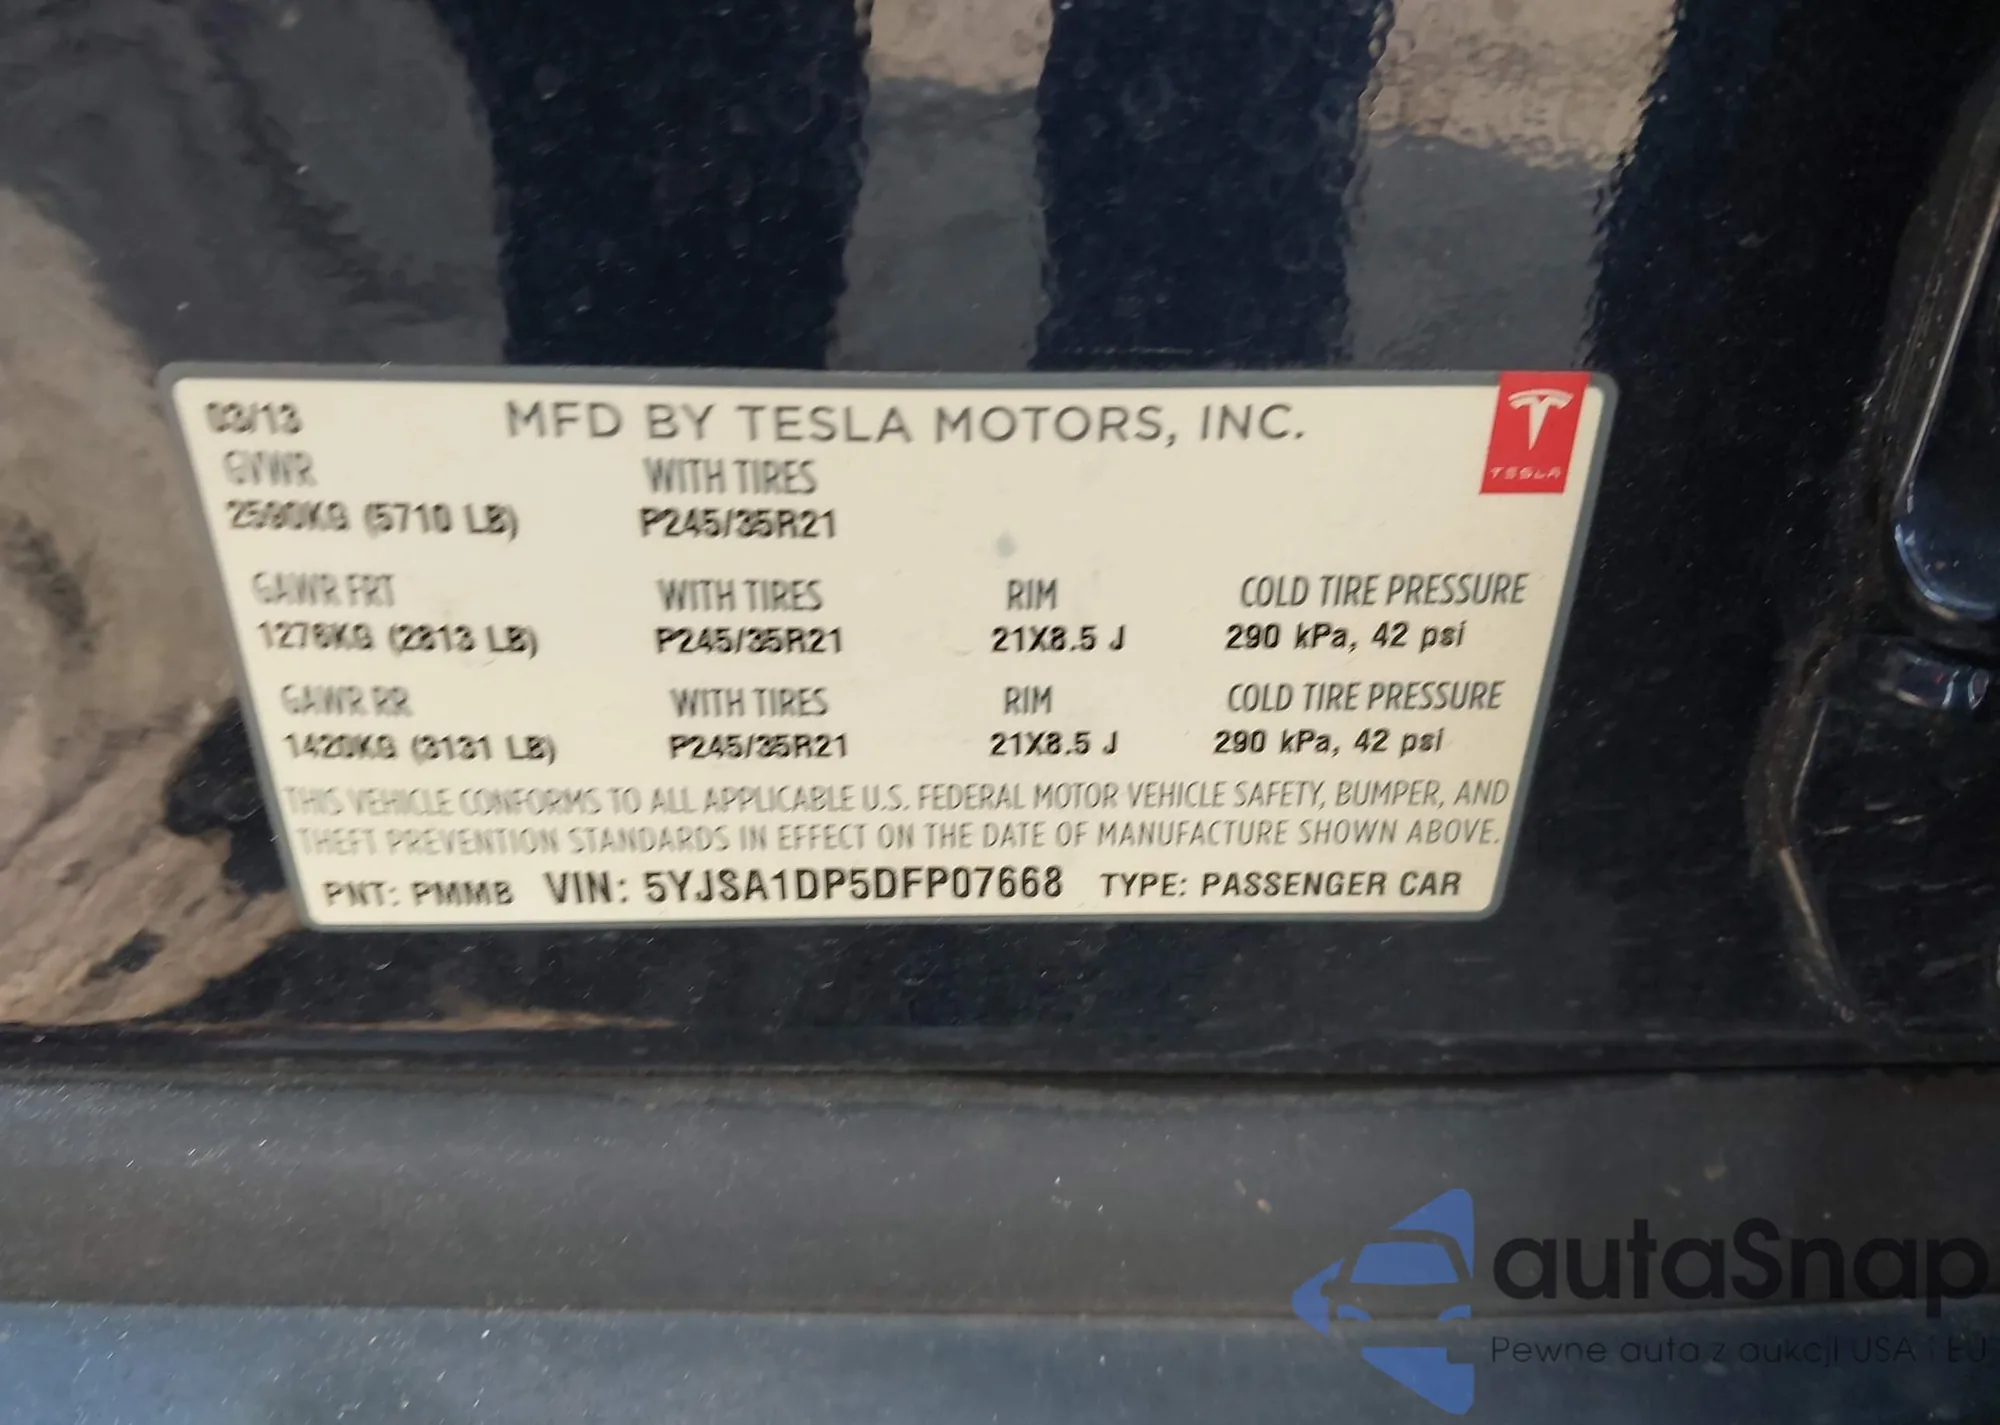 03/13 MFD BY TESLA MOTORS, INC.
TESLA
GVWR WITH TIRES
2590KG (5710 LB) P245/35R21
GAWR FRT WITH TIRES RIM COLD TIRE PRESSURE
1276KG (2813 LB) P245/35R21 21X8.5 J 290 kPa, 42 psi
GAWR RR WITH TIRES RIM COLD TIRE PRESSURE
1420KG (3131 LB) P245/35R21 21X8.5 J 290 kPa, 42 psi
THIS VEHICLE CONFORMS TO ALL APPLICABLE U.S. FEDERAL MOTOR VEHICLE SAFETY, BUMPER, AND
THEFT PREVENTION STANDARDS IN EFFECT ON THE DATE OF MANUFACTURE SHOWN ABOVE.
PNT: PMMB VIN: 5YJSA1DP5DFP07668 TYPE: PASSENGER CAR
autaSnap
Pewne auta z aukcji USA i EU